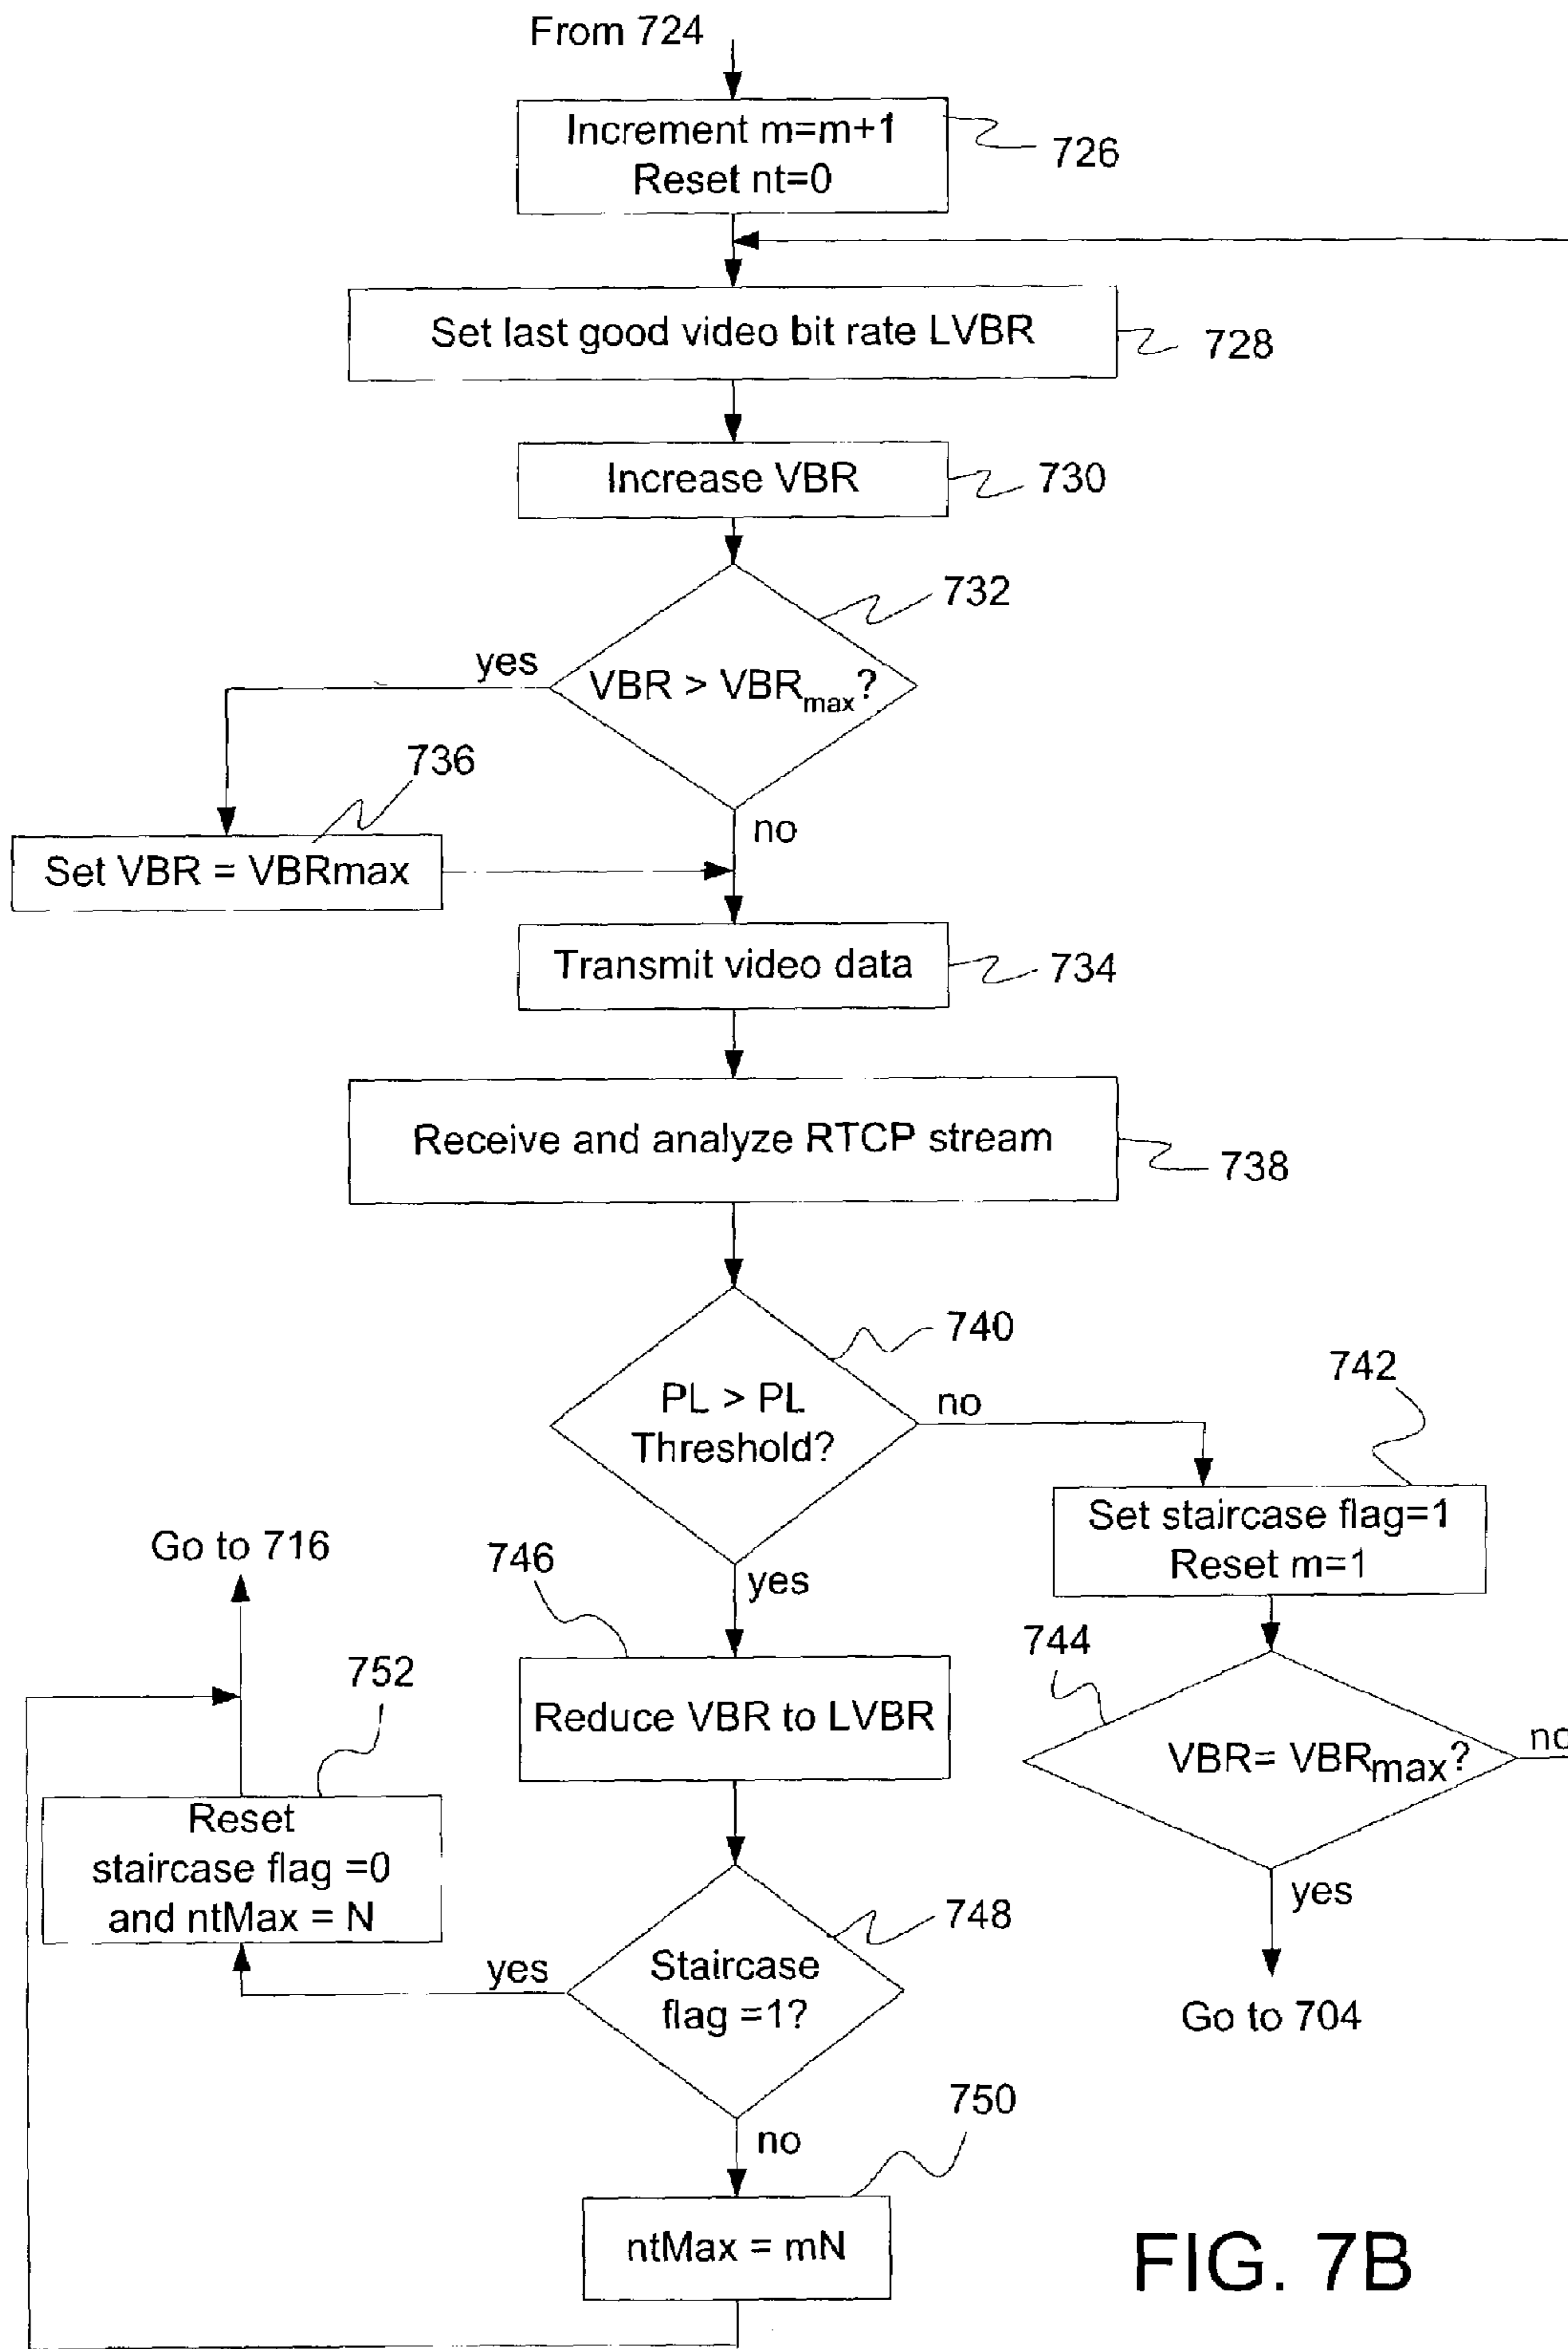 From 724
Increment m=m+1
Reset nt=0
726
Set last good video bit rate LVBR
728
Increase VBR
730
732
yes
VBR > VBRmax?
736
no
Set VBR = VBRmax
Transmit video data
734
Receive and analyze RTCP stream
738
740
742
PL > PL
Threshold?
no
Set staircase flag=1
Reset m=1
Go to 716
746
yes
744
752
Reduce VBR to LVBR
VBR= VBRmax?
no
Reset
staircase flag =0
and ntMax = N
yes
748
yes
Staircase
flag =1?
Go to 704
750
no
ntMax = mN
FIG. 7B